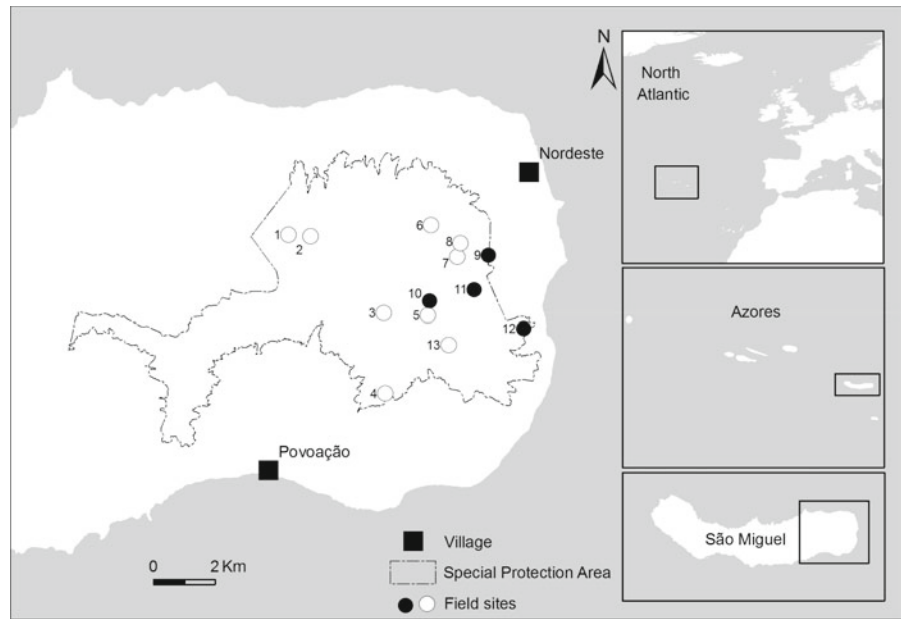 N
Nordeste
1
2
6
8
7
9
11
10
3
5
12
13
4
Povoação
0 2 Km
Village
Special Protection Area
Field sites
North
Atlantic
Azores
São Miguel